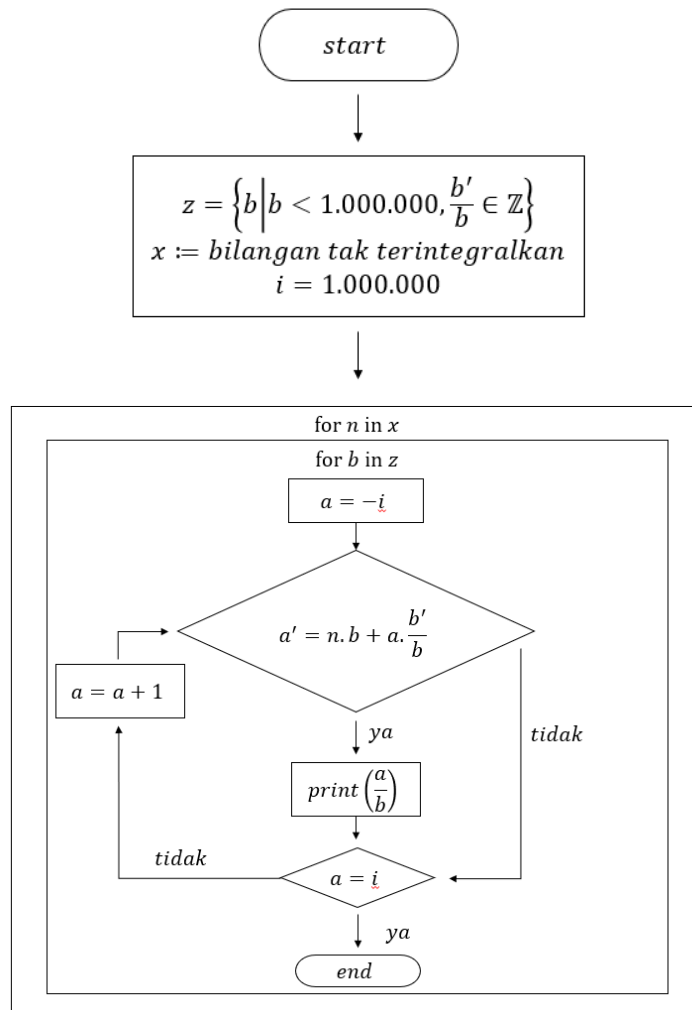 start
z = {b|b < 1.000.000, b'/b ∈ ℤ}
x := bilangan tak terintegralkan
i = 1.000.000
for n in x
for b in z
a = −i
a' = n.b + a.b'/b
a = a + 1
ya
tidak
print(a/b)
tidak
a = i
ya
end